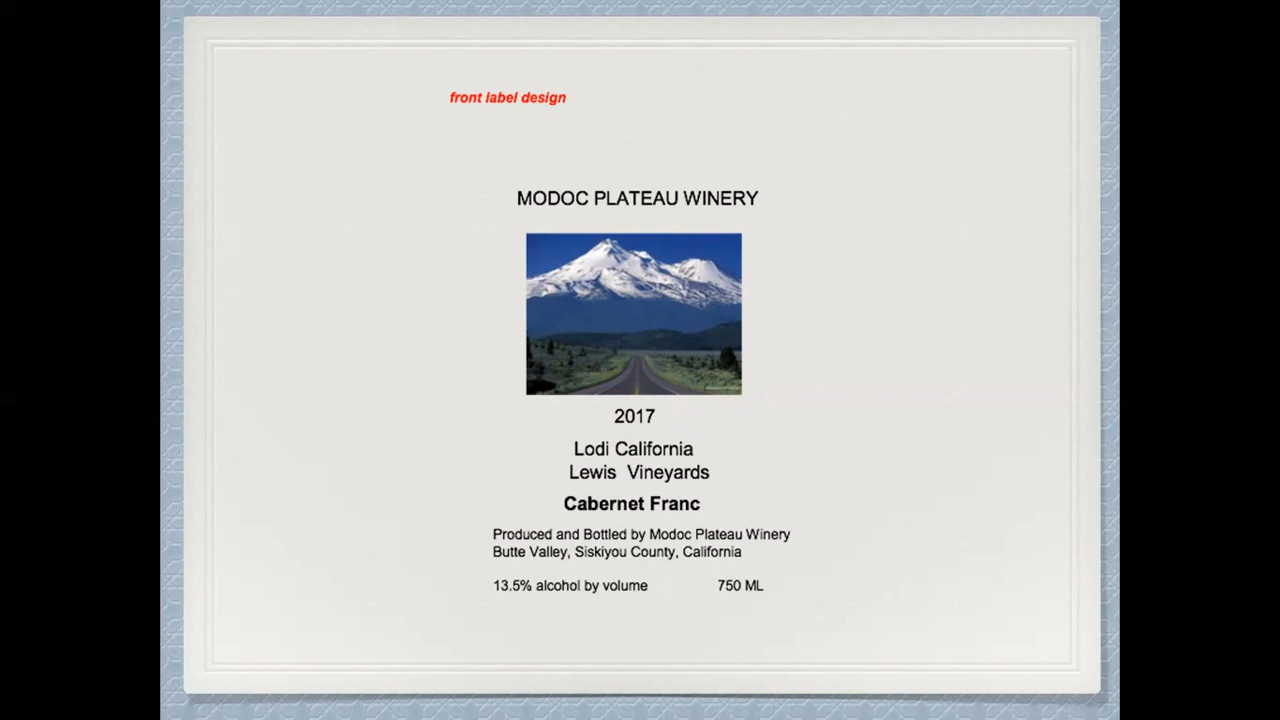 front label design
MODOC PLATEAU WINERY
2017
Lodi California
Lewis Vineyards
Cabernet Franc
Produced and Bottled by Modoc Plateau Winery
Butte Valley, Siskiyou County, California
13.5% alcohol by volume 750 ML